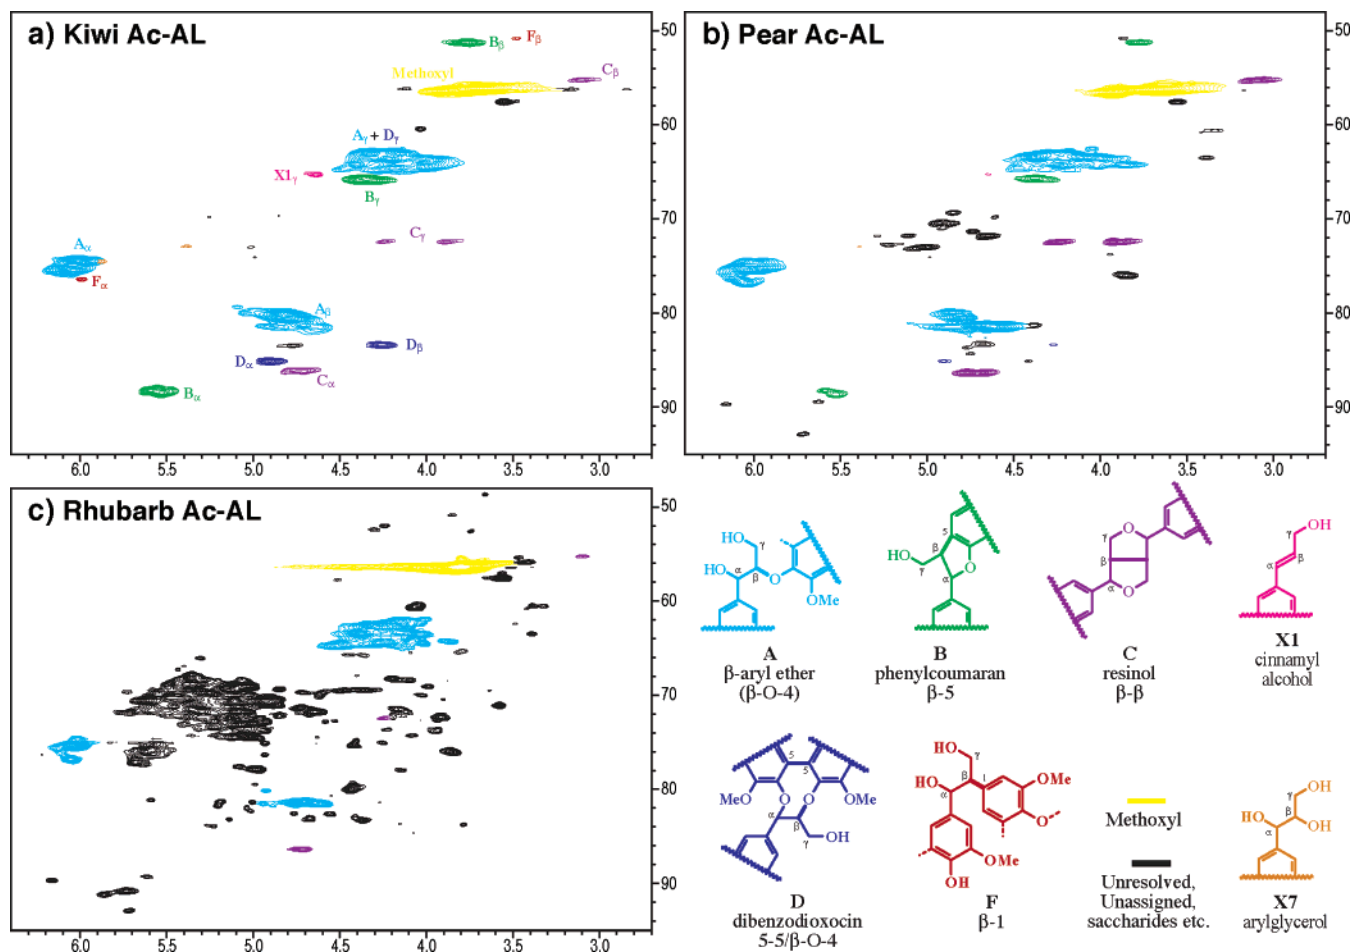 a) Kiwi Ac-AL
Bβ
Fβ
Methoxyl
Cβ
Aγ + Dγ
X1γ
Bγ
Cγ
Aα
Fα
Aβ
Dβ
Dα
Cα
Bα
50
60
70
80
90
6.0 5.5 5.0 4.5 4.0 3.5 3.0
b) Pear Ac-AL
50
60
70
80
90
6.0 5.5 5.0 4.5 4.0 3.5 3.0
c) Rhubarb Ac-AL
50
60
70
80
90
6.0 5.5 5.0 4.5 4.0 3.5 3.0
HO γ
HO α β O
OMe
A
β-aryl ether
(β-O-4)
5
HO β
γ O
α
B
phenylcoumaran
β-5
γ O
β
α
O
C
resinol
β-β
OH
γ
β
α
X1
cinnamyl
alcohol
5
5
MeO O O OMe
α β
OH
γ
D
dibenzodioxocin
5-5/β-O-4
HO γ
HO β 1 OMe
α
O
OMe
OH
F
β-1
Methoxyl
Unresolved,
Unassigned,
saccharides etc.
OH
γ
HO β
α OH
X7
arylglycerol